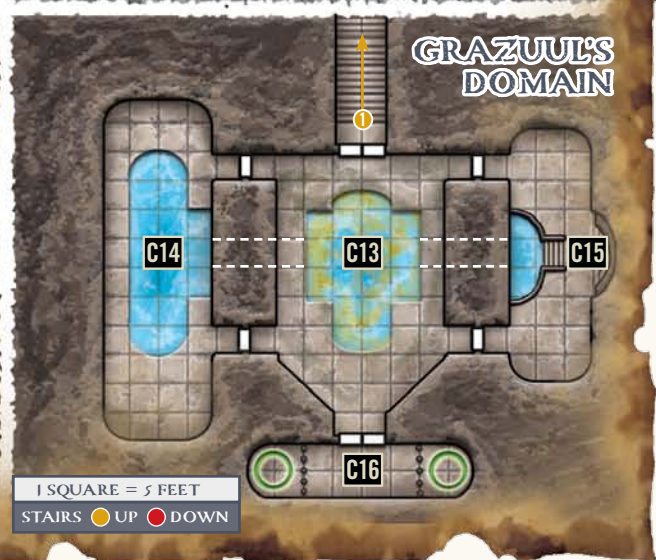 GRAZUUL'S
DOMAIN
1
C14
C13
C15
C16
1 SQUARE = 5 FEET
STAIRS UP DOWN